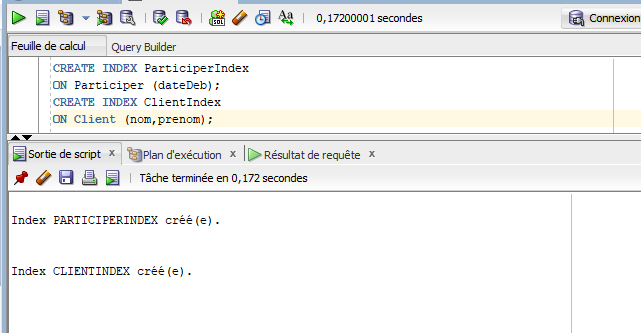 0,17200001 secondes
Connexion
Feuille de calcul
Query Builder
CREATE INDEX ParticiperIndex
ON Participer (dateDeb);
CREATE INDEX ClientIndex
ON Client (nom,prenom);
Sortie de script x
Plan d'exécution x
Résultat de requête x
Tâche terminée en 0,172 secondes
Index PARTICIPERINDEX créé(e).
Index CLIENTINDEX créé(e).